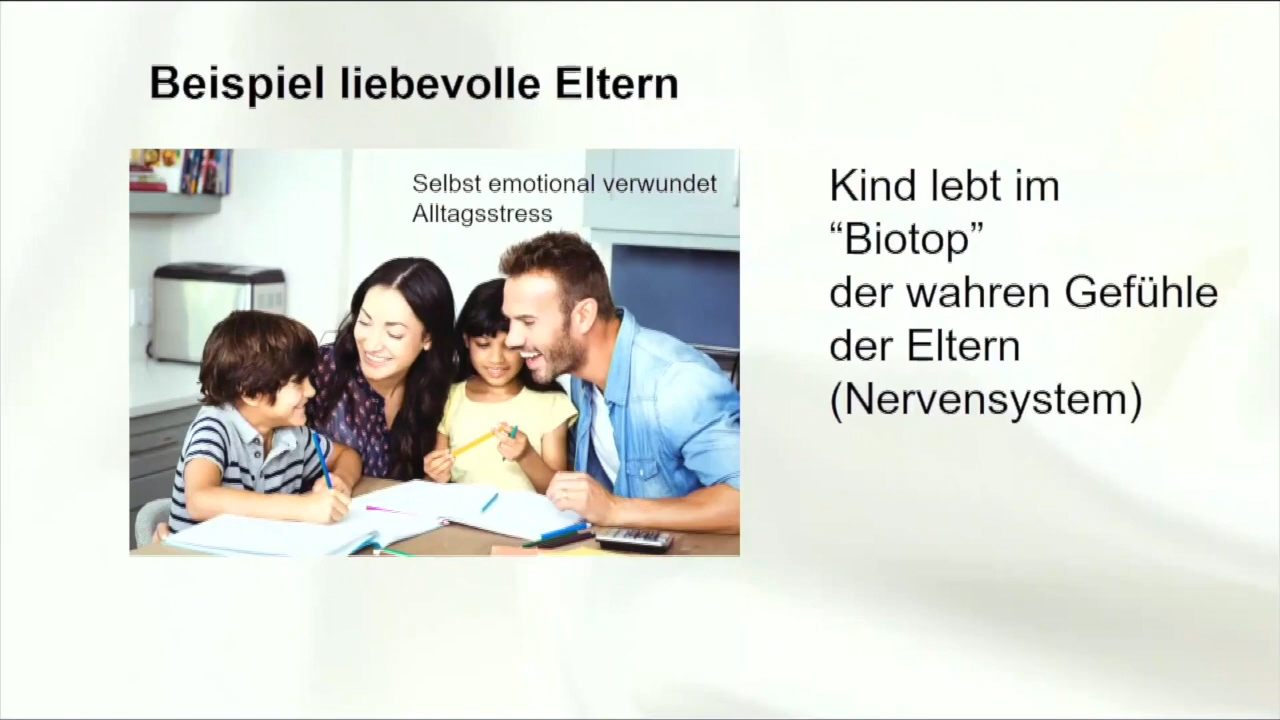 Beispiel liebevolle Eltern
Selbst emotional verwundet
Alltagsstress
Kind lebt im
“Biotop”
der wahren Gefühle
der Eltern
(Nervensystem)